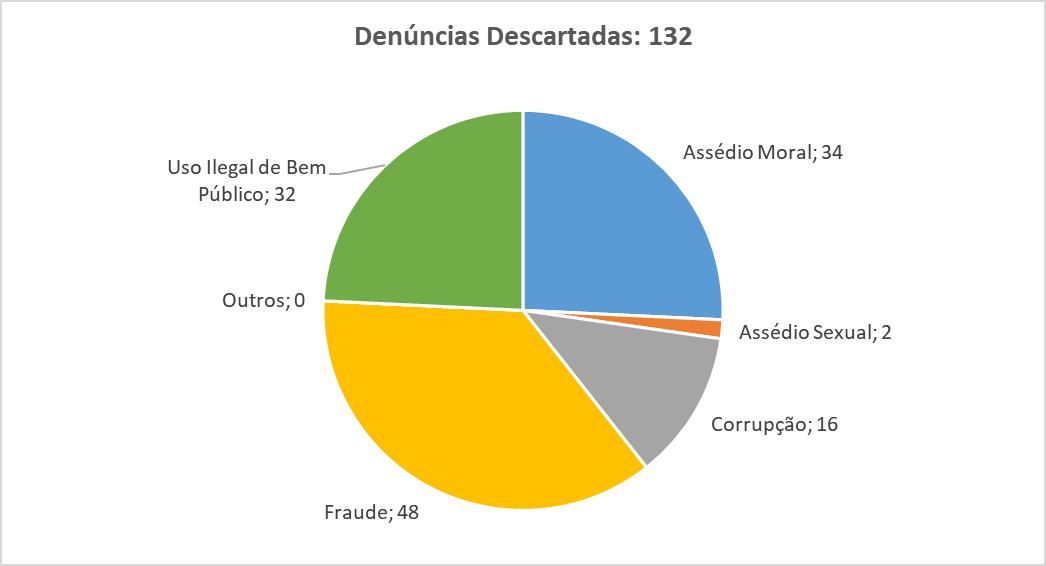 Denúncias Descartadas: 132
Assédio Moral; 34
Uso Ilegal de Bem
Público; 32
Outros; 0
Assédio Sexual; 2
Corrupção; 16
Fraude; 48